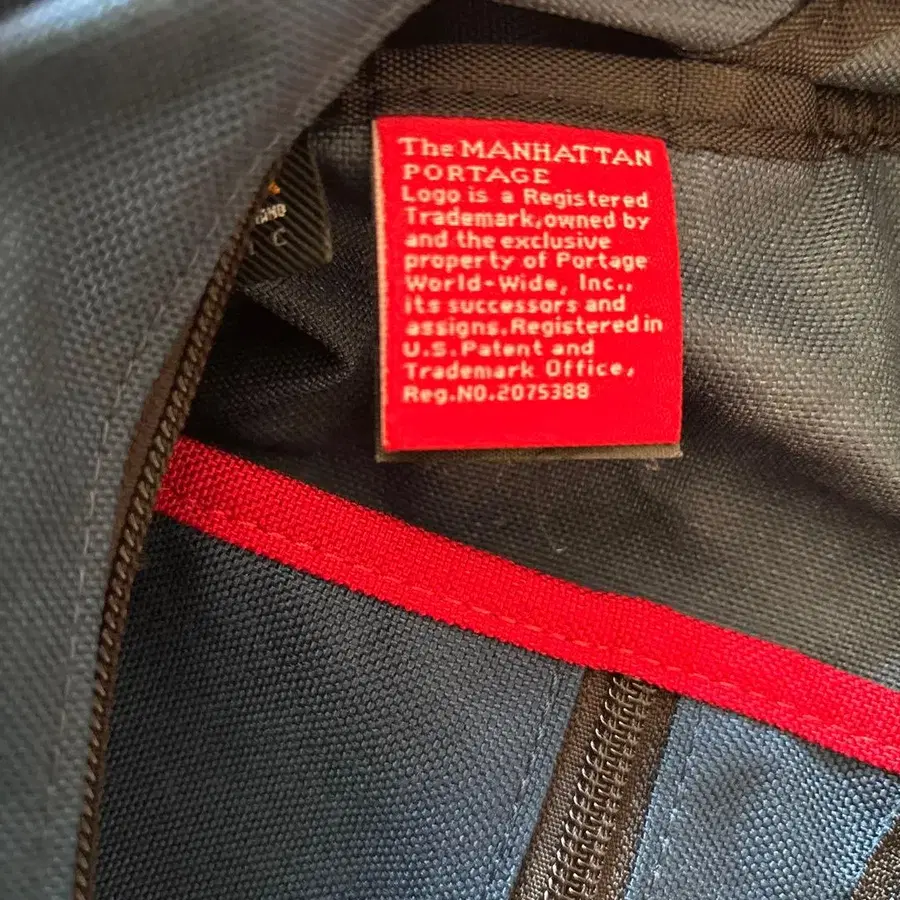 The MANHATTAN
PORTAGE
Logo is a Registered
Trademark,owned by
and the exclusive
property of Portage
World-Wide, Inc.,
its successors and
assigns.Registered in
U.S.Patent and
Trademark Office,
Reg.NO.2075388
C